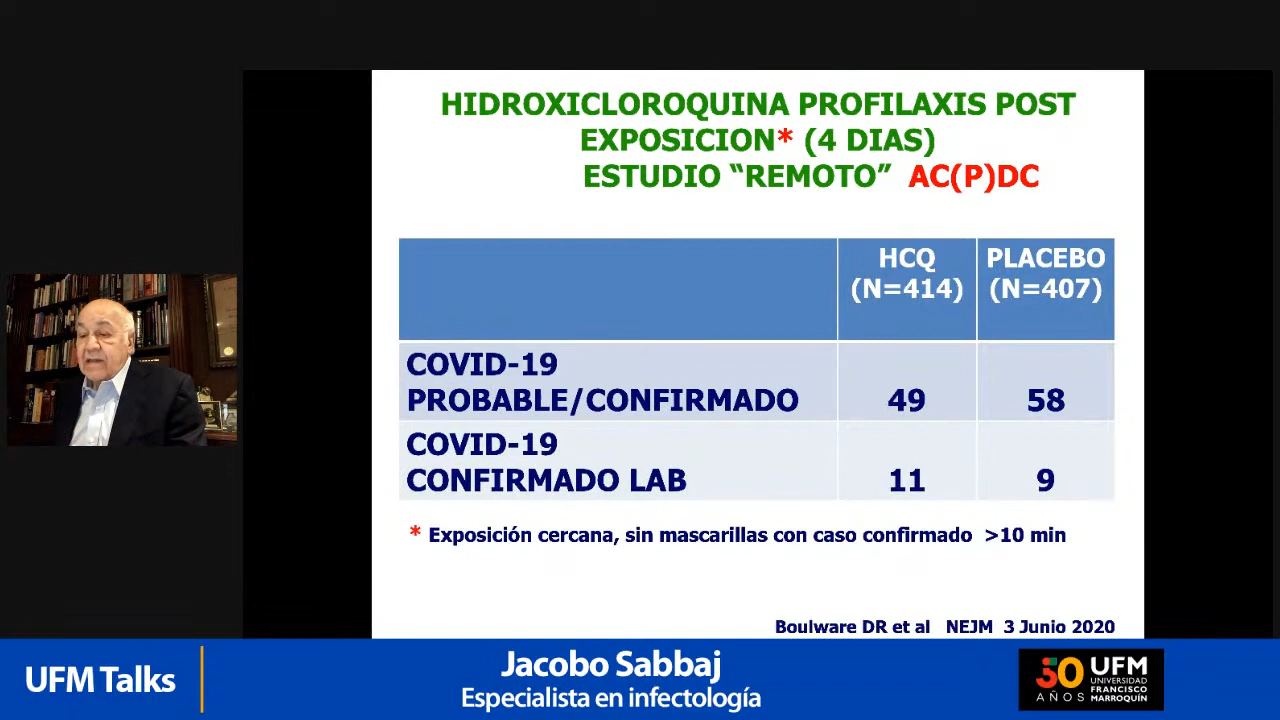 HIDROXICLOROQUINA PROFILAXIS POST
EXPOSICION* (4 DIAS)
ESTUDIO “REMOTO” AC(P)DC
HCQ
(N=414)
PLACEBO
(N=407)
COVID-19
PROBABLE/CONFIRMADO 49 58
COVID-19
CONFIRMADO LAB 11 9
* Exposición cercana, sin mascarillas con caso confirmado >10 min
Boulware DR et al NEJM 3 Junio 2020
UFM Talks
Jacobo Sabbaj
Especialista en infectología
50 AÑOS
UFM
UNIVERSIDAD
FRANCISCO
MARROQUÍN